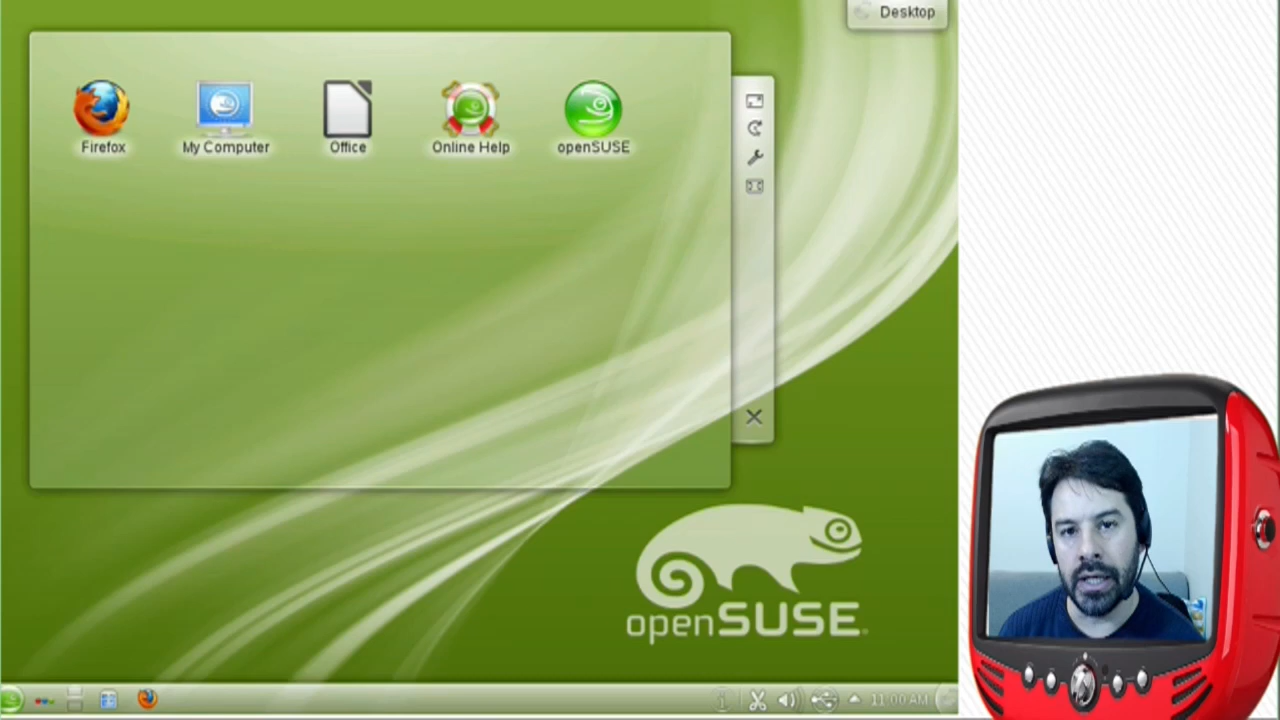 Desktop
Firefox
My Computer
Office
Online Help
openSUSE
openSUSE
11:00 AM